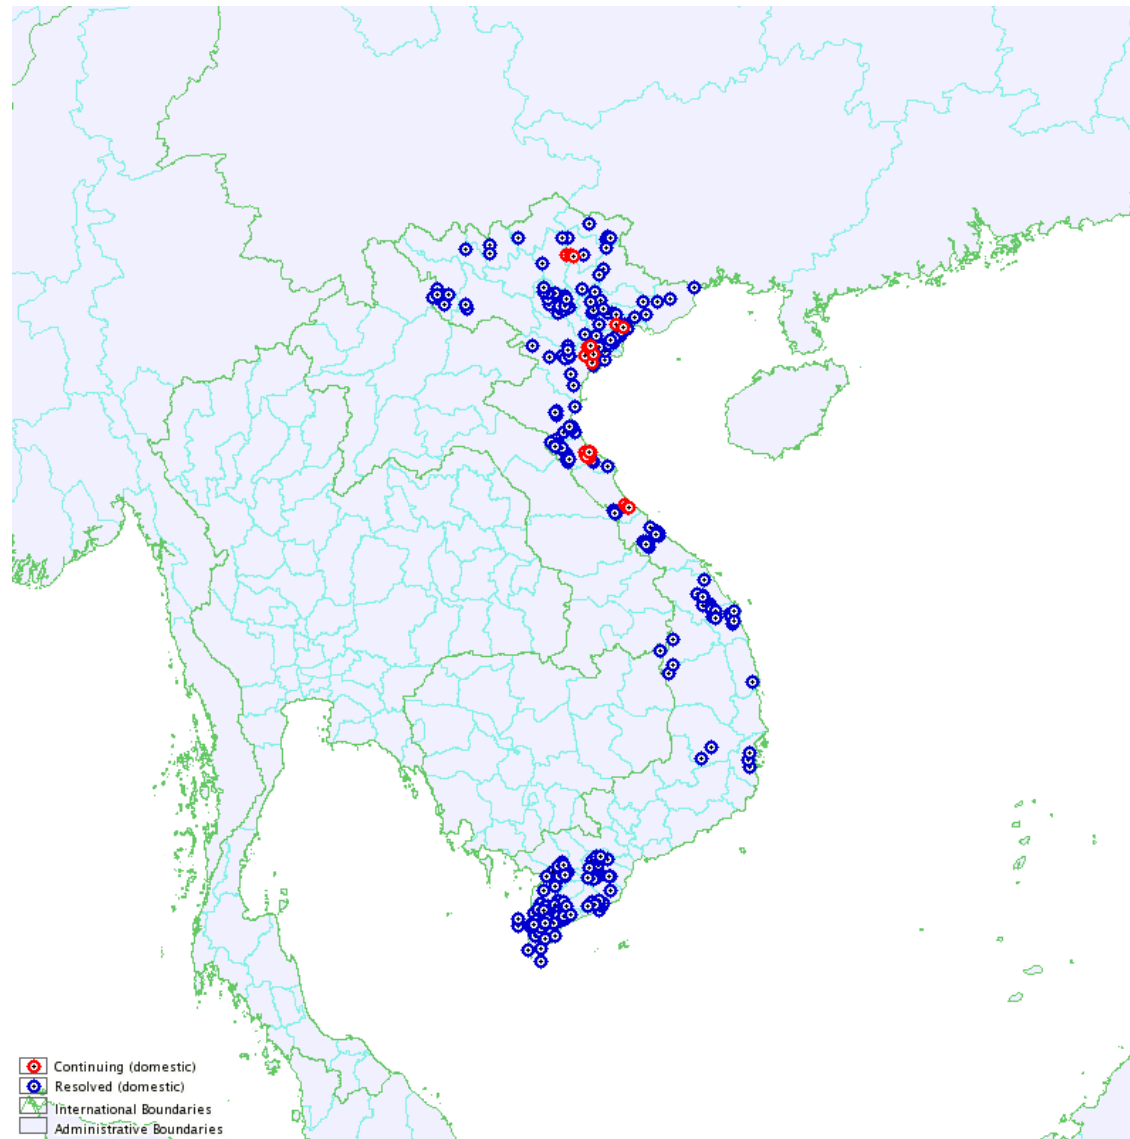 Continuing (domestic)
Resolved (domestic)
International Boundaries
Administrative Boundaries